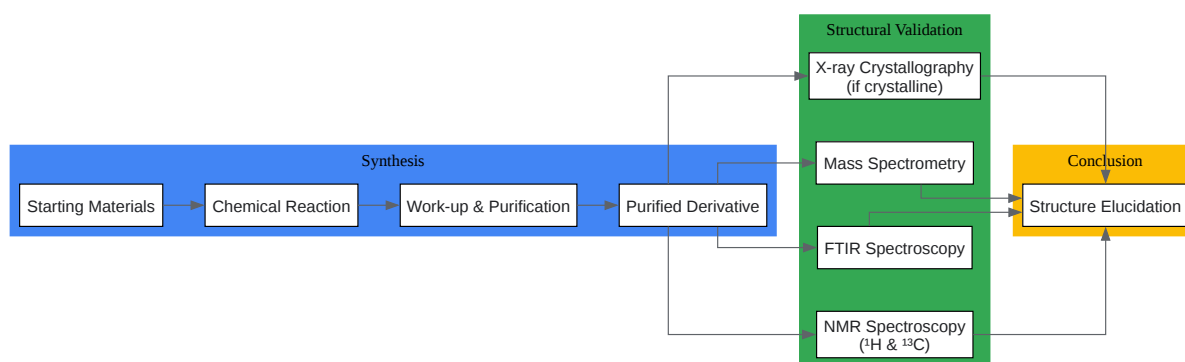 Synthesis
Starting Materials
Chemical Reaction
Work-up & Purification
Purified Derivative
Structural Validation
X-ray Crystallography
(if crystalline)
Mass Spectrometry
FTIR Spectroscopy
NMR Spectroscopy
(¹H & ¹³C)
Conclusion
Structure Elucidation